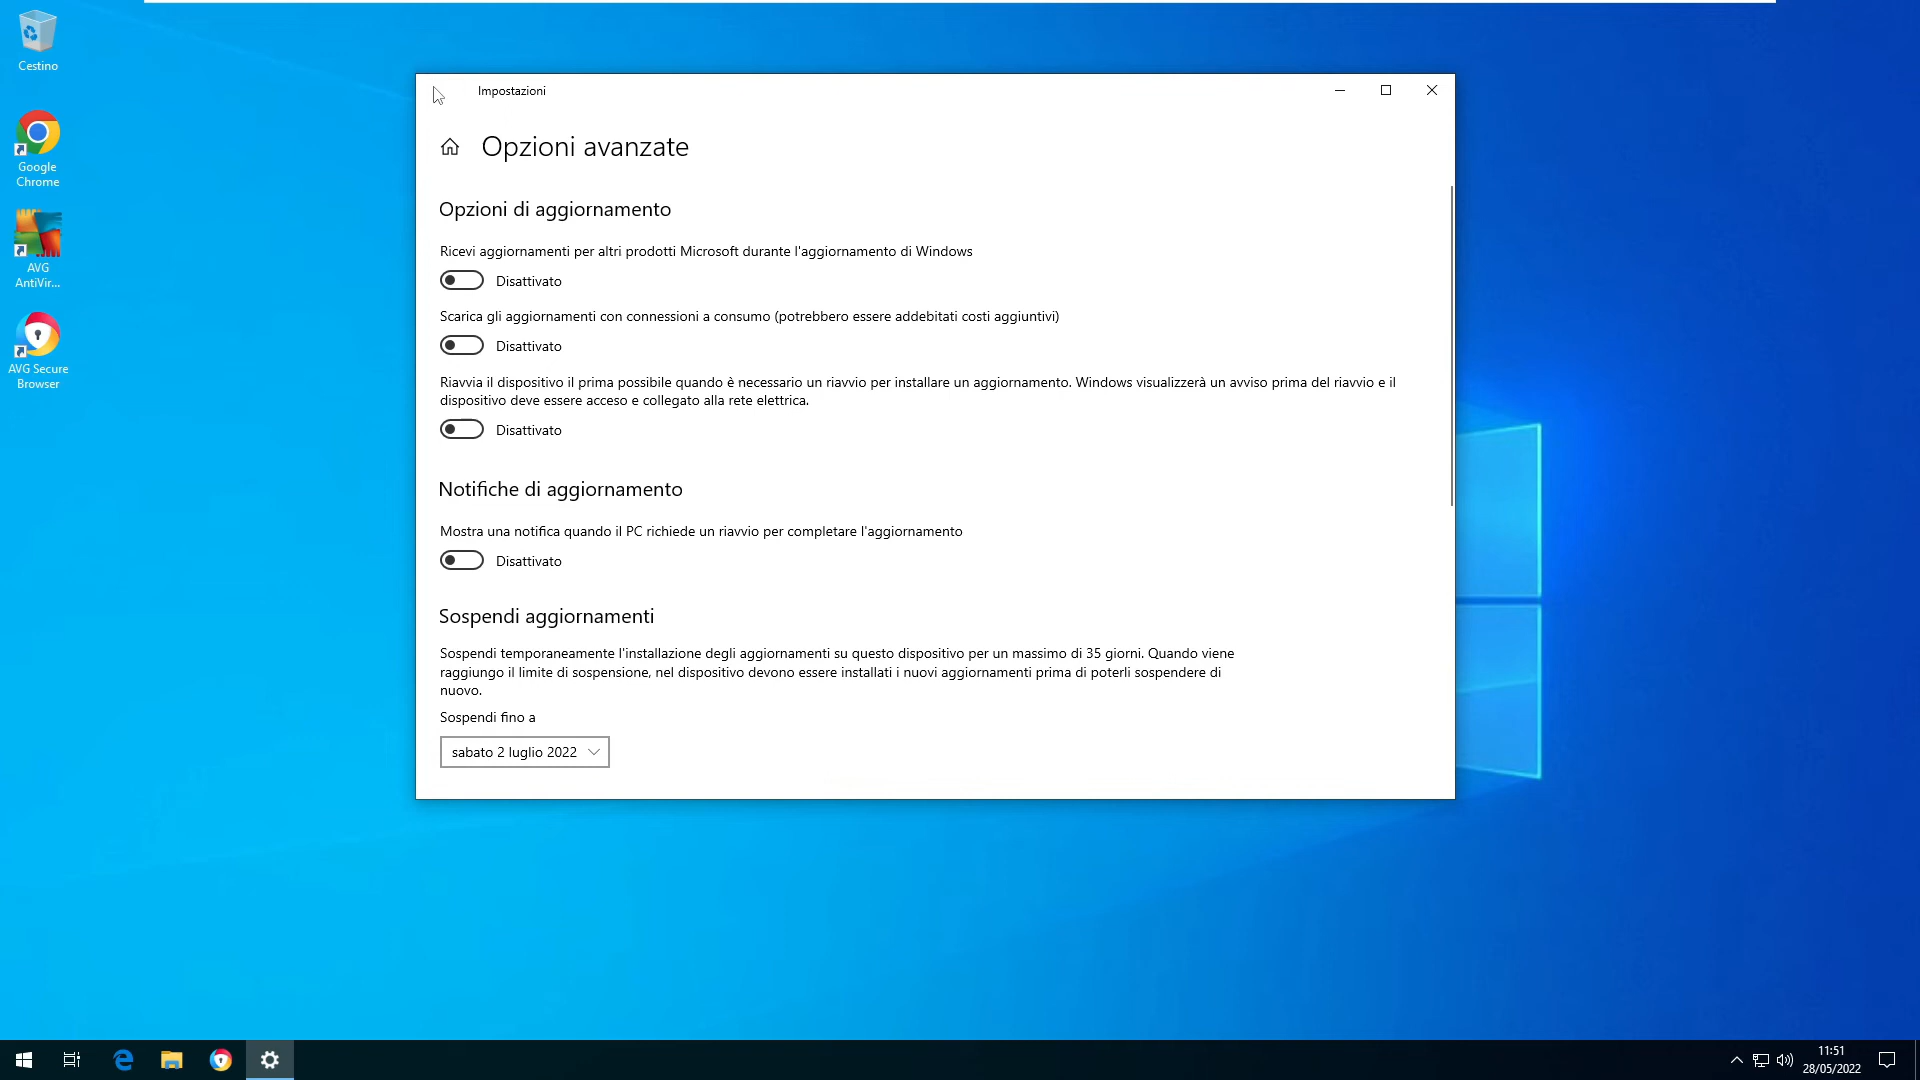 Cestino
Google
Chrome
AVG
AntiVir...
AVG Secure
Browser
Impostazioni
Opzioni avanzate
Opzioni di aggiornamento
Ricevi aggiornamenti per altri prodotti Microsoft durante l'aggiornamento di Windows
Disattivato
Scarica gli aggiornamenti con connessioni a consumo (potrebbero essere addebitati costi aggiuntivi)
Disattivato
Riavvia il dispositivo il prima possibile quando è necessario un riavvio per installare un aggiornamento. Windows visualizzerà un avviso prima del riavvio e il
dispositivo deve essere acceso e collegato alla rete elettrica.
Disattivato
Notifiche di aggiornamento
Mostra una notifica quando il PC richiede un riavvio per completare l'aggiornamento
Disattivato
Sospendi aggiornamenti
Sospendi temporaneamente l'installazione degli aggiornamenti su questo dispositivo per un massimo di 35 giorni. Quando viene
raggiungo il limite di sospensione, nel dispositivo devono essere installati i nuovi aggiornamenti prima di poterli sospendere di
nuovo.
Sospendi fino a
sabato 2 luglio 2022
11:51
28/05/2022